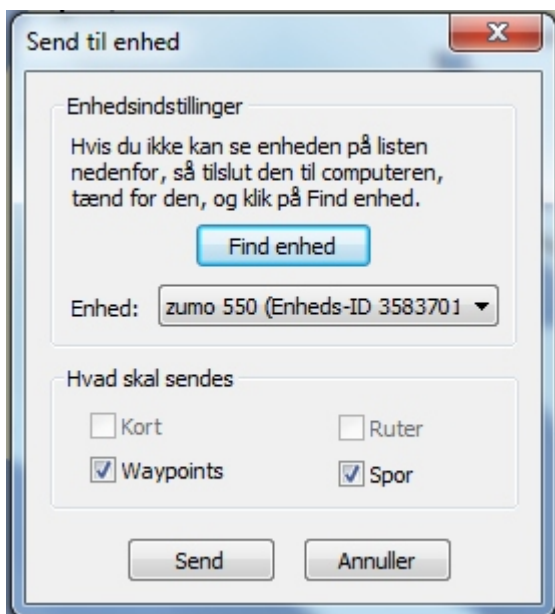 Send til enhed
Enhedsindstillinger
Hvis du ikke kan se enheden på listen
nedenfor, så tilslut den til computeren,
tænd for den, og klik på Find enhed.
Find enhed
Enhed: zumo 550 (Enheds-ID 3583701
Hvad skal sendes
Kort Ruter
Waypoints Spor
Send Annuller